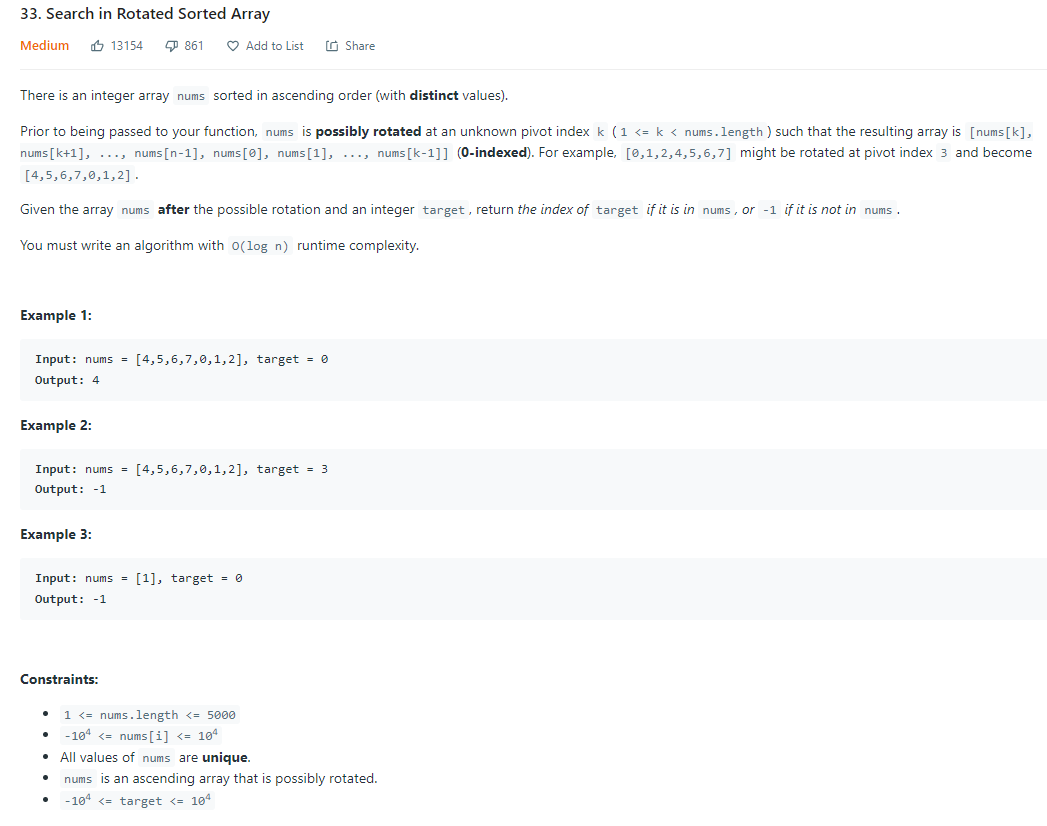 33. Search in Rotated Sorted Array
Medium 13154 861 Add to List Share
There is an integer array nums sorted in ascending order (with distinct values).
Prior to being passed to your function, nums is possibly rotated at an unknown pivot index k (1 <= k < nums.length) such that the resulting array is [nums[k],
nums[k+1], ..., nums[n-1], nums[0], nums[1], ..., nums[k-1]] (0-indexed). For example, [0,1,2,4,5,6,7] might be rotated at pivot index 3 and become
[4,5,6,7,0,1,2].
Given the array nums after the possible rotation and an integer target, return the index of target if it is in nums, or -1 if it is not in nums.
You must write an algorithm with O(log n) runtime complexity.
Example 1:
Input: nums = [4,5,6,7,0,1,2], target = 0
Output: 4
Example 2:
Input: nums = [4,5,6,7,0,1,2], target = 3
Output: -1
Example 3:
Input: nums = [1], target = 0
Output: -1
Constraints:
• 1 <= nums.length <= 5000
• -10⁴ <= nums[i] <= 10⁴
• All values of nums are unique.
• nums is an ascending array that is possibly rotated.
• -10⁴ <= target <= 10⁴